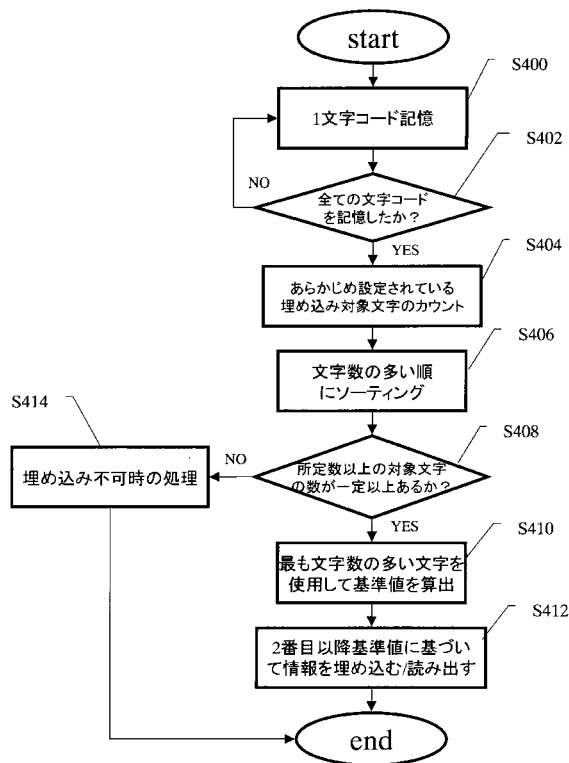 start
S400
1文字コード記憶
S402
NO
全ての文字コード
を記憶したか？
YES
S404
あらかじめ設定されている
埋め込み対象文字のカウント
S406
文字数の多い順
にソーティング
S414
S408
NO
埋め込み不可時の処理
所定数以上の対象文字
の数が一定以上あるか？
YES
S410
最も文字数の多い文字を
使用して基準値を算出
S412
2番目以降基準値に基づい
て情報を埋め込む/読み出す
end